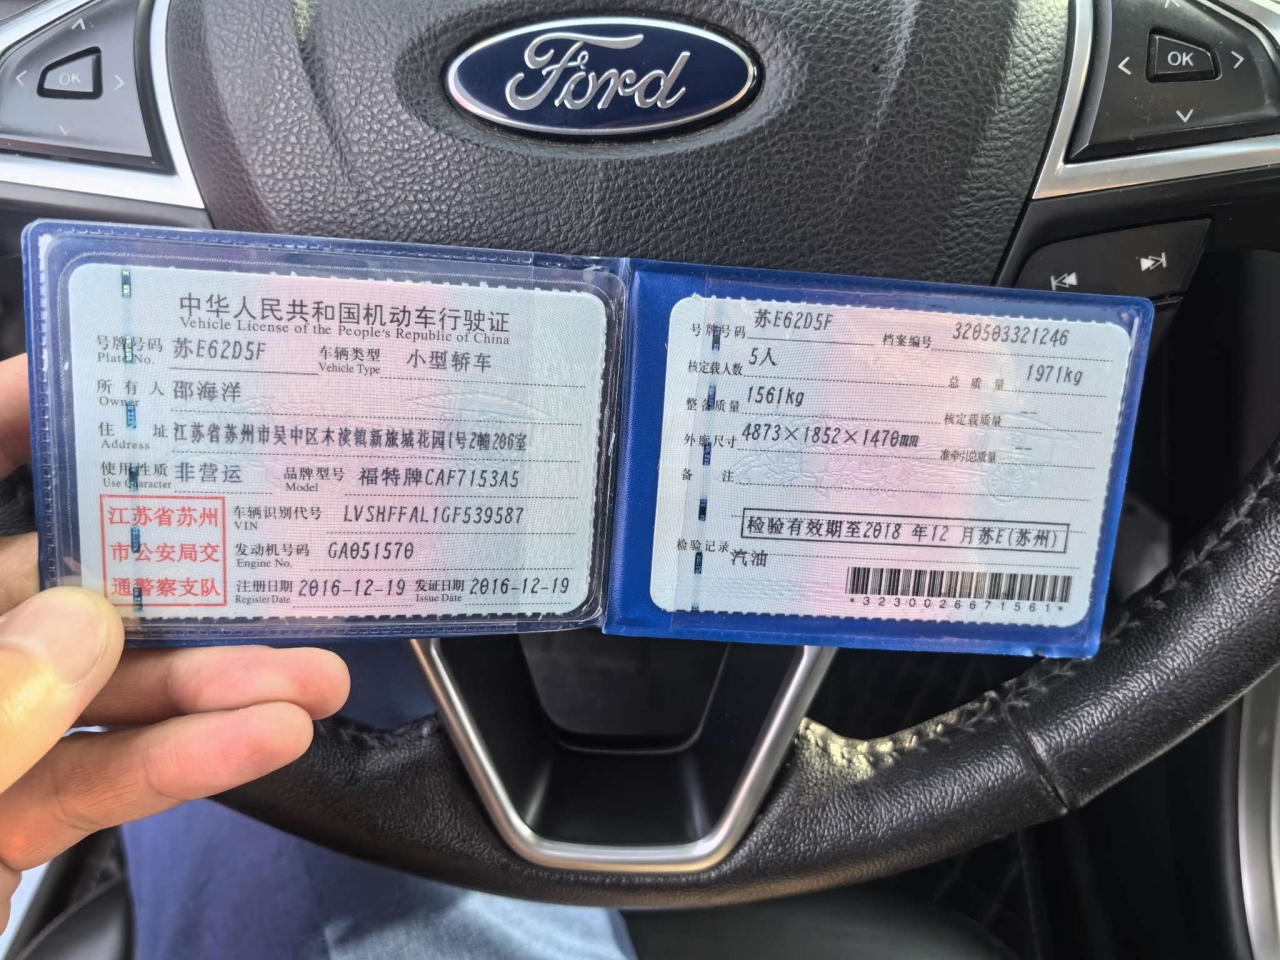 OK
Ford
OK
中华人民共和国机动车行驶证
Vehicle License of the People's Republic of China
号牌号码 苏E62D5F 车辆类型 小型轿车
Plate No. Vehicle Type
所有人 邵海洋
Owner
住址 江苏省苏州市吴中区木渎镇新旅城花园1号2幢206室
Address
使用性质 非营运 品牌型号 福特牌CAF7153A5
Use Character Model
江苏省苏州
市公安局交
通警察支队
车辆识别代号 LVSHFFAL1GF539587
VIN
发动机号码 GA051570
Engine No.
注册日期 2016-12-19 发证日期 2016-12-19
Register Date Issue Date
号牌号码 苏E62D5F 档案编号 320503321246
核定载人数 5人 总质量 1971kg
整备质量 1561kg 核定载质量 --
外廓尺寸 4873×1852×1470mm 准牵引总质量 --
备注
检验有效期至2018年12月苏E(苏州)
检验记录 汽油
*3230026671561*